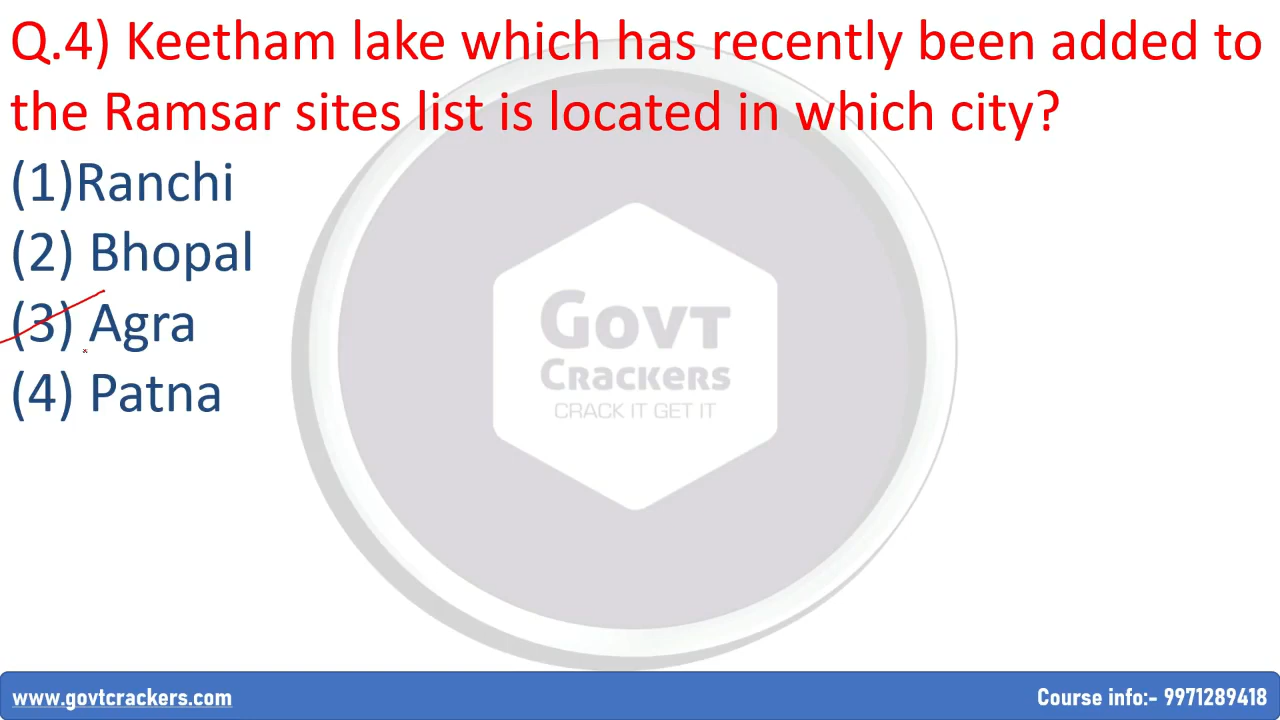 Q.4) Keetham lake which has recently been added to
the Ramsar sites list is located in which city?
(1)Ranchi
(2) Bhopal
(3) Agra
(4) Patna
GOVT
CRACKERS
CRACK IT GET IT
www.govtcrackers.com
Course info:- 9971289418